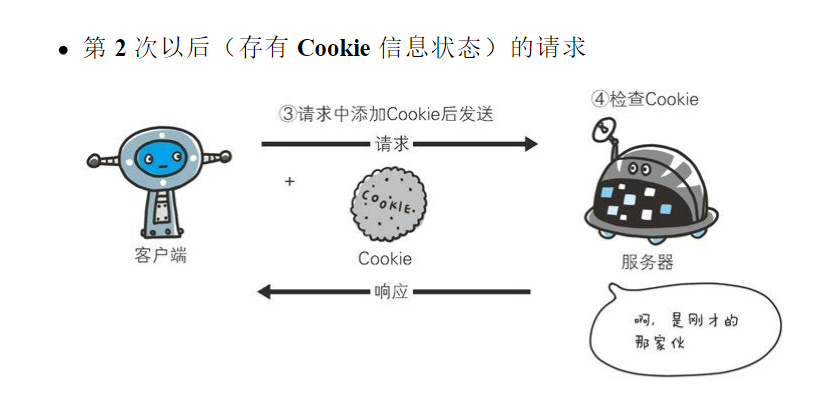 • 第 2 次以后（存有 Cookie 信息状态）的请求
③请求中添加Cookie后发送
④检查Cookie
请求
+
COOKIE
客户端
Cookie
服务器
响应
啊，是刚才的
那家伙